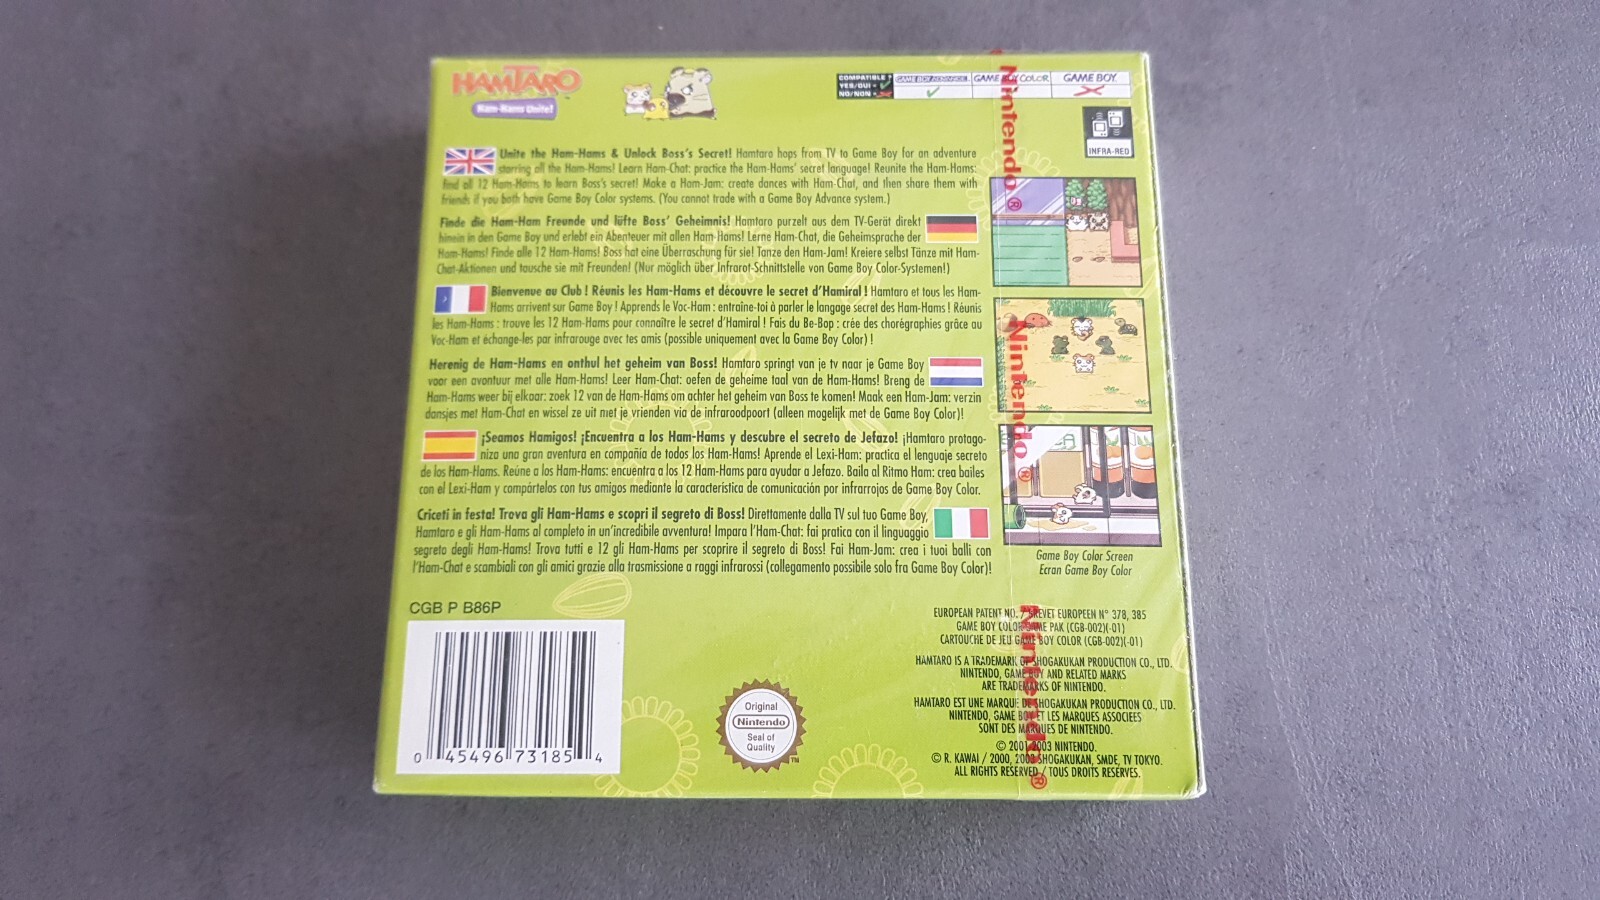 HAMTARO
Ham-Hams Unite!
COMPATIBLE ?
YES/OUI =
NO/NON =
GAME BOY ADVANCE
GAME BOY COLOR
GAME BOY
INFRA-RED
Unite the Ham-Hams & Unlock Boss's Secret! Hamtaro hops from TV to Game Boy for an adventure
starring all the Ham-Hams! Learn Ham-Chat: practice the Ham-Hams' secret language! Reunite the Ham-Hams:
find all 12 Ham-Hams to learn Boss's secret! Make a Ham-Jam: create dances with Ham-Chat, and then share them with
friends if you both have Game Boy Color systems. (You cannot trade with a Game Boy Advance system.)
Finde die Ham-Ham Freunde und lüfte Boss' Geheimnis! Hamtaro purzelt aus dem TV-Gerät direkt
hinein in den Game Boy und erlebt ein Abenteuer mit allen Ham-Hams! Lerne Ham-Chat, die Geheimsprache der
Ham-Hams! Finde alle 12 Ham-Hams! Boss hat eine Überraschung für sie! Tanze den Ham-Jam! Kreiere selbst Tänze mit Ham-
Chat-Aktionen und tausche sie mit Freunden! (Nur möglich über Infrarot-Schnittstelle von Game Boy Color-Systemen!)
Bienvenue au Club ! Réunis les Ham-Hams et découvre le secret d'Hamiral ! Hamtaro et tous les Ham-
Hams arrivent sur Game Boy ! Apprends le Voc-Ham : entraîne-toi à parler le langage secret des Ham-Hams ! Réunis
les Ham-Hams : trouve les 12 Ham-Hams pour connaître le secret d'Hamiral ! Fais du Be-Bop : crée des chorégraphies grâce au
Voc-Ham et échange-les par infrarouge avec tes amis (possible uniquement avec la Game Boy Color) !
Herenig de Ham-Hams en onthul het geheim van Boss! Hamtaro springt van je tv naar je Game Boy
voor een avontuur met alle Ham-Hams! Leer Ham-Chat: oefen de geheime taal van de Ham-Hams! Breng de
Ham-Hams weer bij elkaar: zoek 12 van de Ham-Hams om achter het geheim van Boss te komen! Maak een Ham-Jam: verzin
dansjes met Ham-Chat en wissel ze uit met je vrienden via de infraroodpoort (alleen mogelijk met de Game Boy Color)!
¡Seamos Hamigos! ¡Encuentra a los Ham-Hams y descubre el secreto de Jefazo! ¡Hamtaro protago-
niza una gran aventura en compañía de todos los Ham-Hams! Aprende el Lexi-Ham: practica el lenguaje secreto
de los Ham-Hams. Reúne a los Ham-Hams: encuentra a los 12 Ham-Hams para ayudar a Jefazo. Baila al Ritmo Ham: crea bailes
con el Lexi-Ham y compártelos con tus amigos mediante la característica de comunicación por infrarrojos de Game Boy Color.
Criceti in festa! Trova gli Ham-Hams e scopri il segreto di Boss! Direttamente dalla TV sul tuo Game Boy,
Hamtaro e gli Ham-Hams al completo in un'incredibile avventura! Impara l'Ham-Chat: fai pratica con il linguaggio
segreto degli Ham-Hams! Trova tutti e 12 gli Ham-Hams per scoprire il segreto di Boss! Fai Ham-Jam: crea i tuoi balli con
l'Ham-Chat e scambiali con gli amici grazie alla trasmissione a raggi infrarossi (collegamento possibile solo fra Game Boy Color)!
Game Boy Color Screen
Ecran Game Boy Color
Nintendo®
Nintendo®
Nintendo®
CGB P B86P
0 45496 73185 4
Original
Nintendo
Seal of
Quality
TM
EUROPEAN PATENT NO. / BREVET EUROPEEN N° 378, 385
GAME BOY COLOR GAME PAK (CGB-002)(-01)
CARTOUCHE DE JEU GAME BOY COLOR (CGB-002)(-01)
HAMTARO IS A TRADEMARK OF SHOGAKUKAN PRODUCTION CO., LTD.
NINTENDO, GAME BOY AND RELATED MARKS
ARE TRADEMARKS OF NINTENDO.
HAMTARO EST UNE MARQUE DE SHOGAKUKAN PRODUCTION CO., LTD.
NINTENDO, GAME BOY ET LES MARQUES ASSOCIEES
SONT DES MARQUES DE NINTENDO.
© 2001, 2003 NINTENDO.
© R. KAWAI / 2000, 2003 SHOGAKUKAN, SMDE, TV TOKYO.
ALL RIGHTS RESERVED / TOUS DROITS RÉSERVÉS.